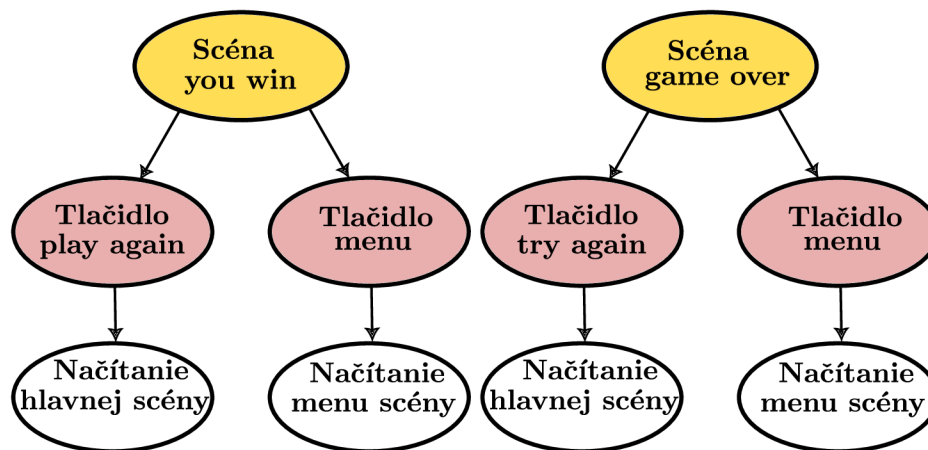 Scéna
you win
Scéna
game over
Tlačidlo
play again
Tlačidlo
menu
Tlačidlo
try again
Tlačidlo
menu
Načítanie
hlavnej scény
Načítanie
menu scény
Načítanie
hlavnej scény
Načítanie
menu scény